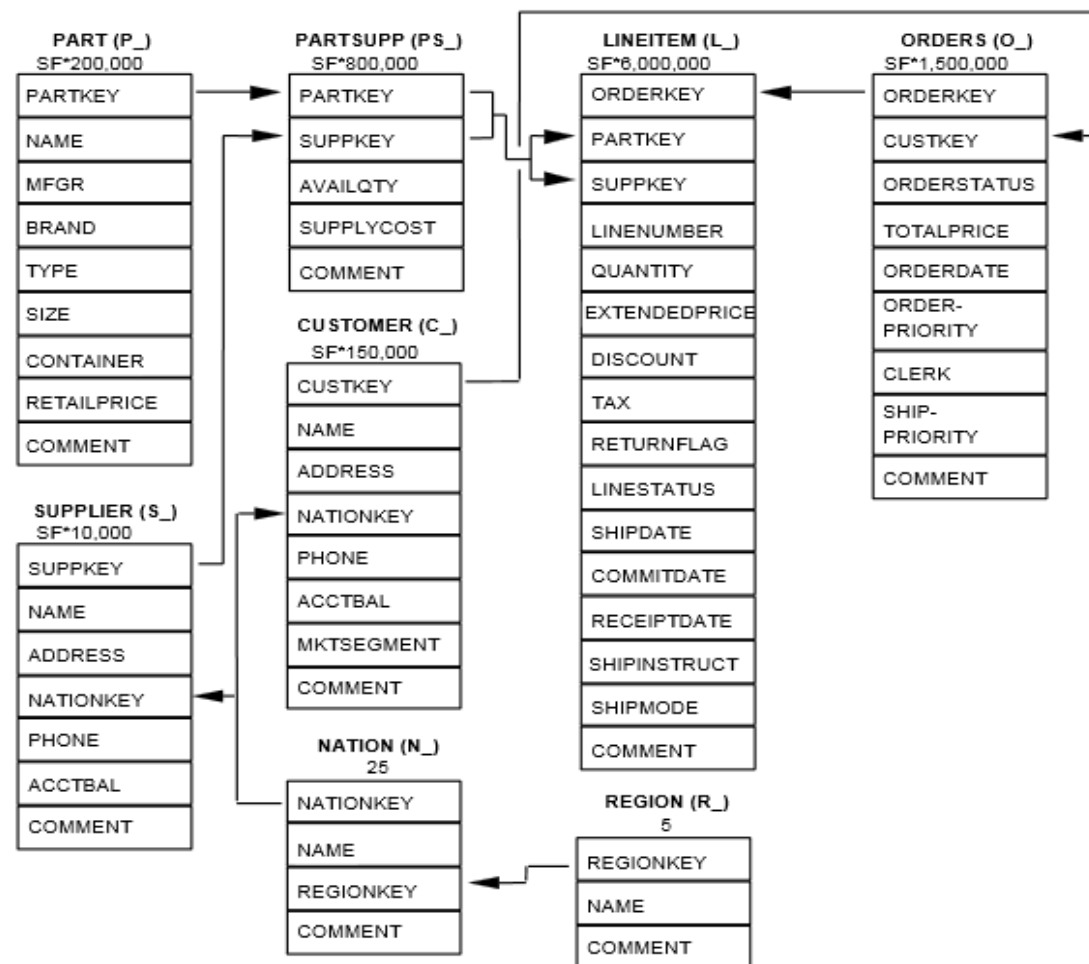 PART (P_)
SF*200,000
PARTKEY
NAME
MFGR
BRAND
TYPE
SIZE
CONTAINER
RETAILPRICE
COMMENT
SUPPLIER (S_)
SF*10,000
SUPPKEY
NAME
ADDRESS
NATIONKEY
PHONE
ACCTBAL
COMMENT
PARTSUPP (PS_)
SF*800,000
PARTKEY
SUPPKEY
AVAILQTY
SUPPLYCOST
COMMENT
CUSTOMER (C_)
SF*150,000
CUSTKEY
NAME
ADDRESS
NATIONKEY
PHONE
ACCTBAL
MKTSEGMENT
COMMENT
NATION (N_)
25
NATIONKEY
NAME
REGIONKEY
COMMENT
LINEITEM (L_)
SF*6,000,000
ORDERKEY
PARTKEY
SUPPKEY
LINENUMBER
QUANTITY
EXTENDEDPRICE
DISCOUNT
TAX
RETURNFLAG
LINESTATUS
SHIPDATE
COMMITDATE
RECEIPTDATE
SHIPINSTRUCT
SHIPMODE
COMMENT
REGION (R_)
5
REGIONKEY
NAME
COMMENT
ORDERS (O_)
SF*1,500,000
ORDERKEY
CUSTKEY
ORDERSTATUS
TOTALPRICE
ORDERDATE
ORDER-
PRIORITY
CLERK
SHIP-
PRIORITY
COMMENT